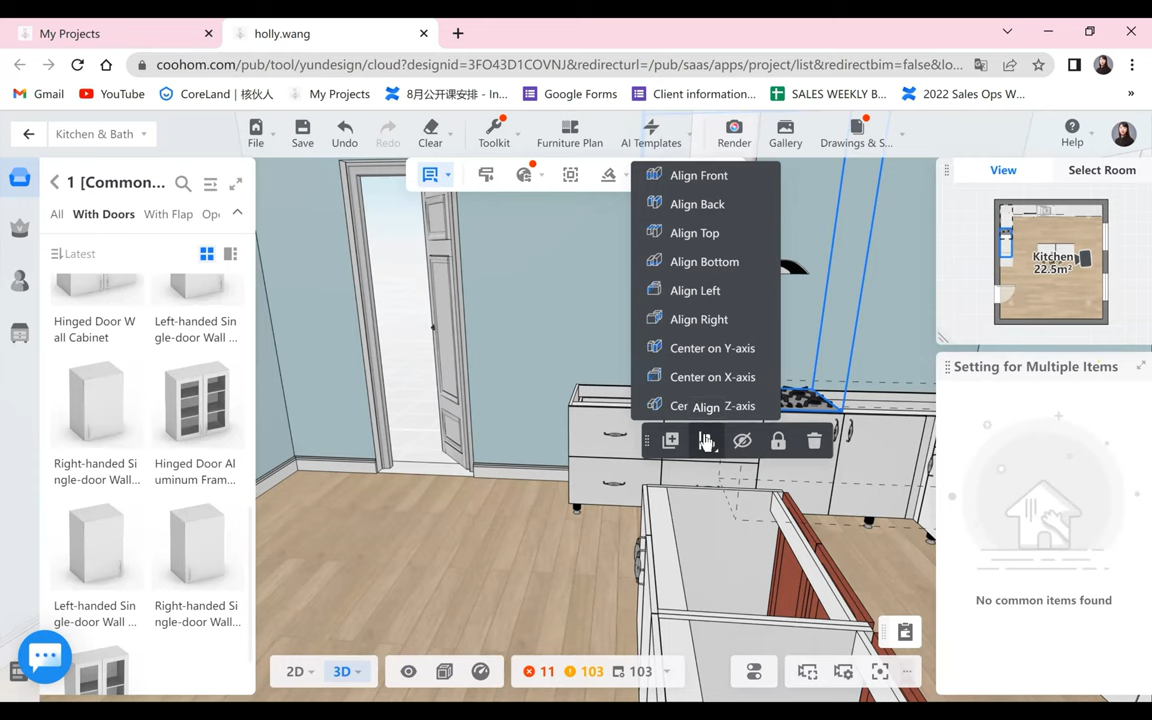 My Projects
holly.wang
coohom.com/pub/tool/yundesign/cloud?designid=3FO43D1COVNJ&redirecturl=/pub/saas/apps/project/list&redirectbim=false&lo...
Gmail YouTube CoreLand | 核伙人 My Projects 8月公开课安排 - In... Google Forms Client information... SALES WEEKLY B... 2022 Sales Ops W... »
Kitchen & Bath File Save Undo Redo Clear Toolkit Furniture Plan AI Templates Render Gallery Drawings & S... Help
1 [Common...
All With Doors With Flap Op
Latest
Hinged Door W
all Cabinet
Left-handed Sin
gle-door Wall ...
Right-handed Si
ngle-door Wall...
Hinged Door Al
uminum Fram...
Left-handed Sin
gle-door Wall ...
Right-handed Si
ngle-door Wall...
Align Front
Align Back
Align Top
Align Bottom
Align Left
Align Right
Center on Y-axis
Center on X-axis
Cer Z-axis
Align
View Select Room
Kitchen
22.5m²
Setting for Multiple Items
No common items found
2D 3D 11 103 103